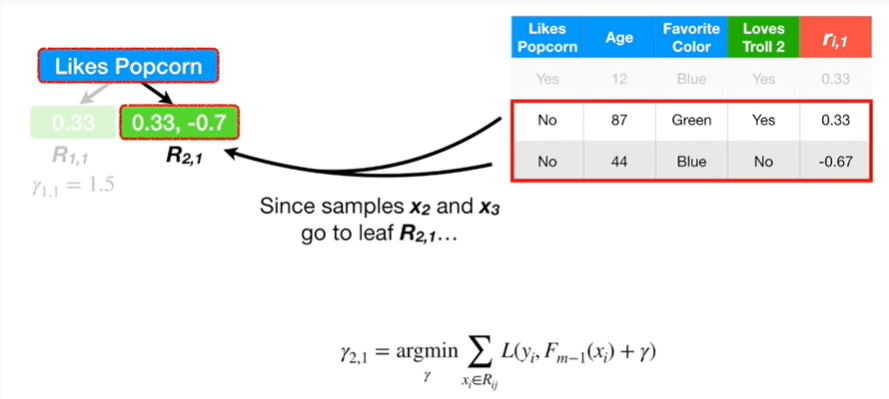 Likes Popcorn
0.33
0.33, -0.7
R1,1
R2,1
γ1,1 = 1.5
Likes Popcorn Age Favorite Color Loves Troll 2 ri,1
Yes 12 Blue Yes 0.33
No 87 Green Yes 0.33
No 44 Blue No -0.67
Since samples x2 and x3
go to leaf R2,1...
γ2,1 = argmin γ ∑ xi∈Rij L(yi, Fm−1(xi) + γ)